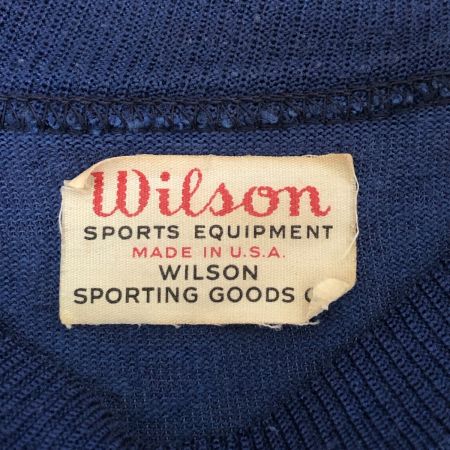 Wilson
SPORTS EQUIPMENT
MADE IN U.S.A.
WILSON
SPORTING GOODS